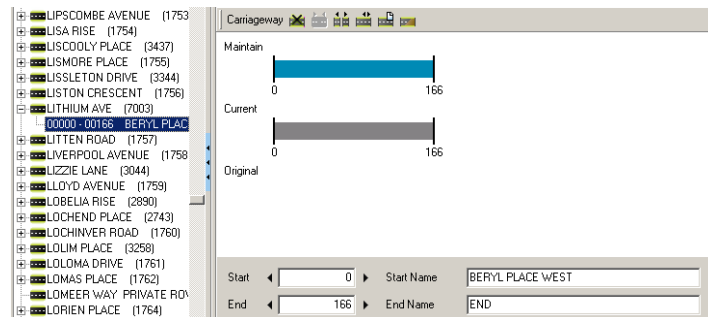 LIPSCOMBE AVENUE (1753
LISA RISE (1754)
LISCOOLY PLACE (3437)
LISMORE PLACE (1755)
LISSLETON DRIVE (3344)
LISTON CRESCENT (1756)
LITHIUM AVE (7003)
00000 - 00166 BERYL PLAC
LITTEN ROAD (1757)
LIVERPOOL AVENUE (1758
LIZZIE LANE (3044)
LLOYD AVENUE (1759)
LOBELIA RISE (2890)
LOCHEND PLACE (2743)
LOCHINVER ROAD (1760)
LOLIM PLACE (3258)
LOLOMA DRIVE (1761)
LOMAS PLACE (1762)
LOMEER WAY PRIVATE ROW
LORIEN PLACE (1764)
Carriageway
Maintain
0 166
Current
0 166
Original
Start 0 Start Name BERYL PLACE WEST
End 166 End Name END